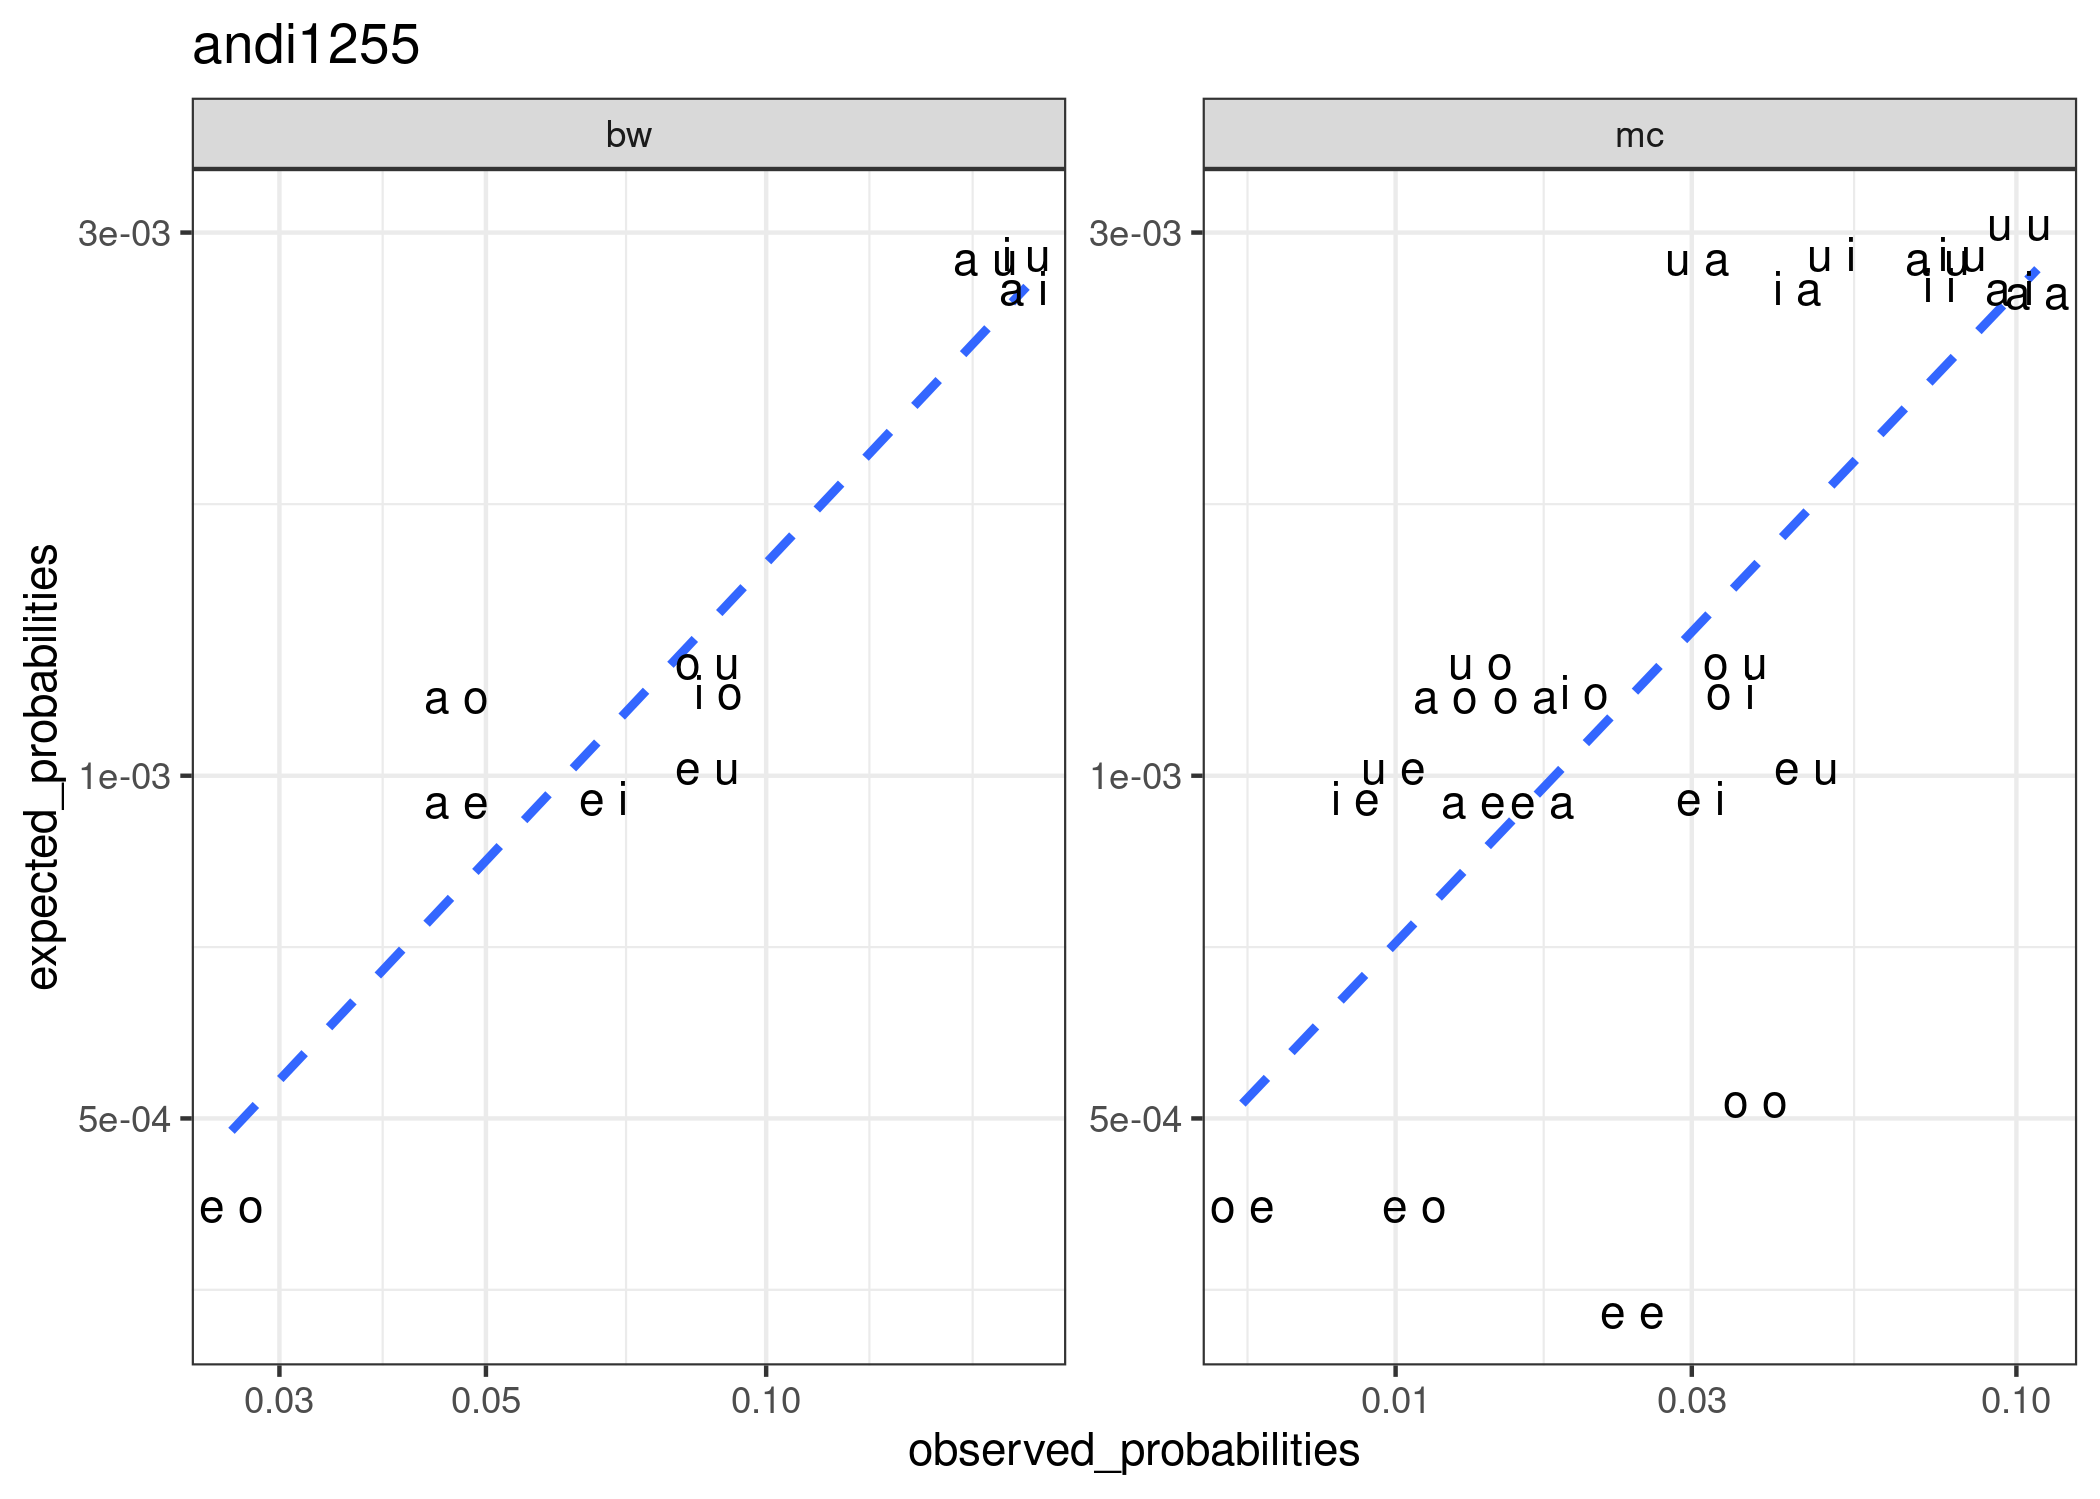 andi1255
bw
mc
3e-03
1e-03
5e-04
a u
i u
a i
o u
i o
a o
e u
a e
e i
e o
0.03
0.05
0.10
3e-03
1e-03
5e-04
u u
u a
u i
a u
i u
i a
i i
a i
a a
u o
o u
a o
o a
i o
o i
u e
e u
i e
a e
e a
e i
o o
o e
e o
e e
0.01
0.03
0.10
observed_probabilities
expected_probabilities